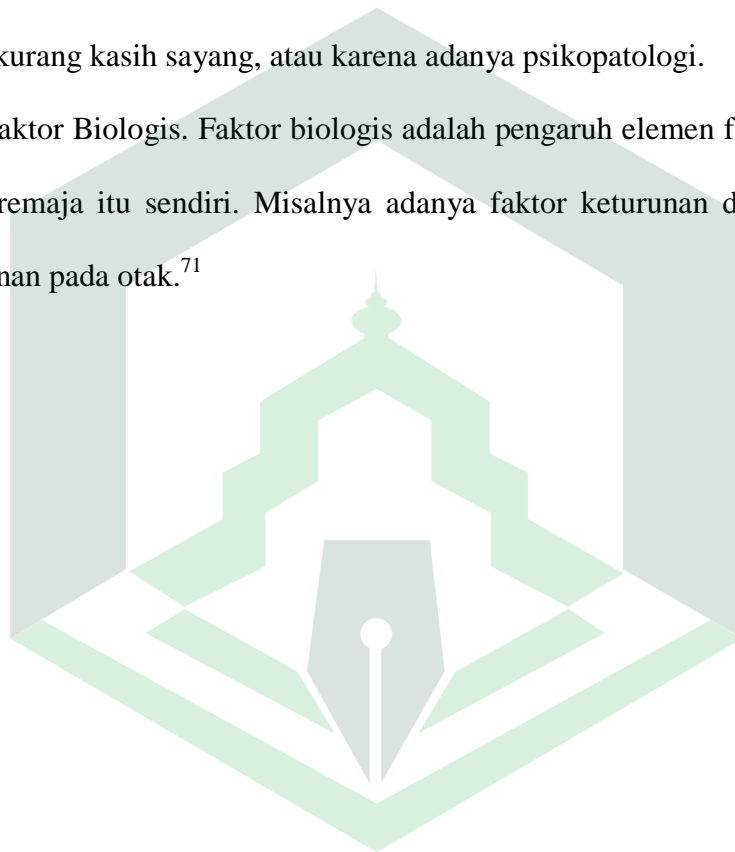 kurang kasih sayang, atau karena adanya psikopatologi.
aktor Biologis. Faktor biologis adalah pengaruh elemen f
remaja itu sendiri. Misalnya adanya faktor keturunan d
nan pada otak.71